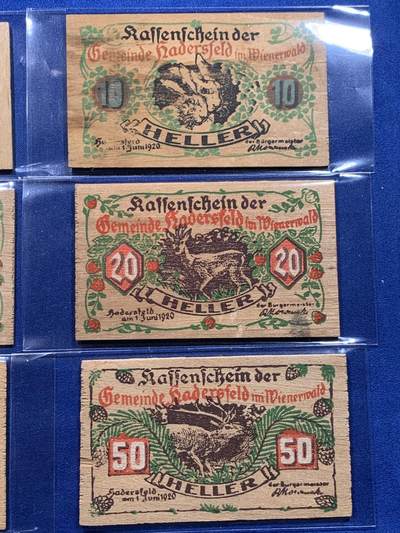 Kassenschein der
Gemeinde Hadersfeld im Wienerwald
10 10
HELLER
Hadersfeld
am 1 Juni 1920
der Bürgermeister
Kassenschein der
Gemeinde Hadersfeld im Wienerwald
20 20
HELLER
Hadersfeld
am 1 Juni 1920
der Bürgermeister
Kassenschein der
Gemeinde Hadersfeld im Wienerwald
50 50
HELLER
Hadersfeld
am 1 Juni 1920
der Bürgermeister